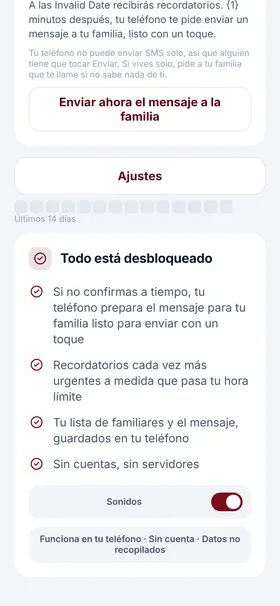 A las Invalid Date recibirás recordatorios. {1}
minutos después, tu teléfono te pide enviar un
mensaje a tu familia, listo con un toque.
Tu teléfono no puede enviar SMS solo, así que alguien
tiene que tocar Enviar. Si vives solo, pide a tu familia
que te llame si no sabe nada de ti.
Enviar ahora el mensaje a la
familia
Ajustes
Últimos 14 días
Todo está desbloqueado
Si no confirmas a tiempo, tu
teléfono prepara el mensaje para tu
familia listo para enviar con un
toque
Recordatorios cada vez más
urgentes a medida que pasa tu hora
límite
Tu lista de familiares y el mensaje,
guardados en tu teléfono
Sin cuentas, sin servidores
Sonidos
Funciona en tu teléfono · Sin cuenta · Datos no
recopilados